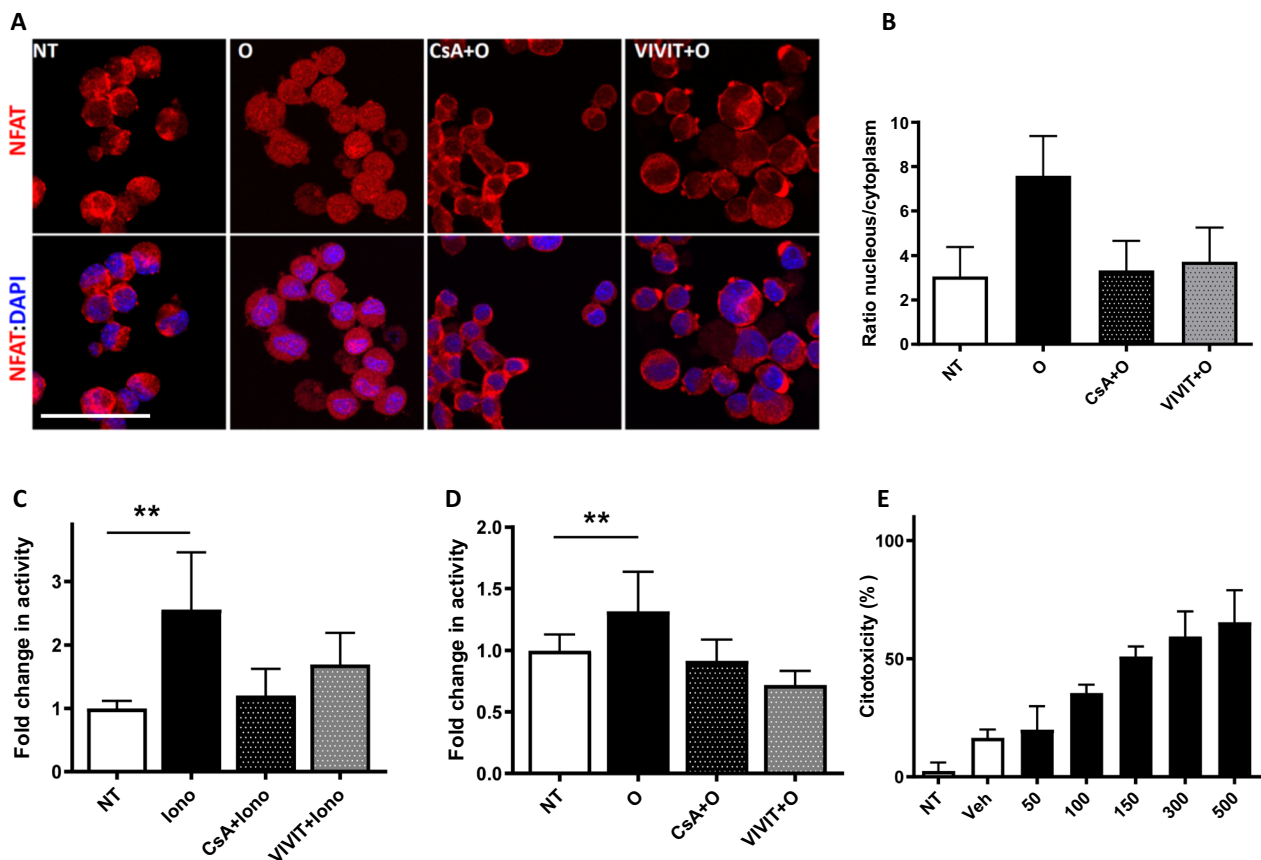 A
NT
O
CsA+O
VIVIT+O
NFAT
NFAT:DAPI
B
Ratio nucleous/cytoplasm
10
8
6
4
2
0
NT
O
CsA+O
VIVIT+O
C
**
Fold change in activity
3
2
1
0
NT
Iono
CsA+Iono
VIVIT+Iono
D
**
Fold change in activity
2.0
1.5
1.0
0.5
0.0
NT
O
CsA+O
VIVIT+O
E
Citotoxicity (% )
100
50
0
NT
Veh
50
100
150
300
500